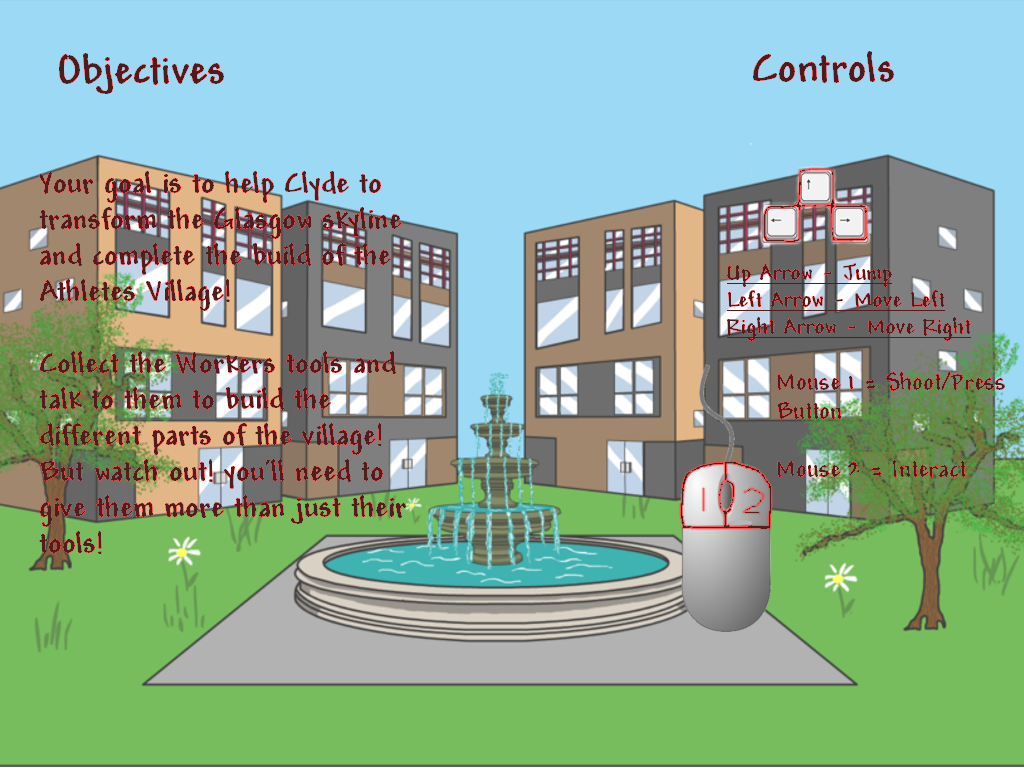 Objectives
Your goal is to help Clyde to
transform the Glasgow skyline
and complete the build of the
Athletes Village!
Collect the Workers tools and
talk to them to build the
different parts of the village!
But watch out! you'll need to
give them more than just their
tools!
Controls
↑
← →
Up Arrow - Jump
Left Arrow - Move Left
Right Arrow - Move Right
Mouse 1 = Shoot/Press
Button
Mouse 2 = Interact
1 2